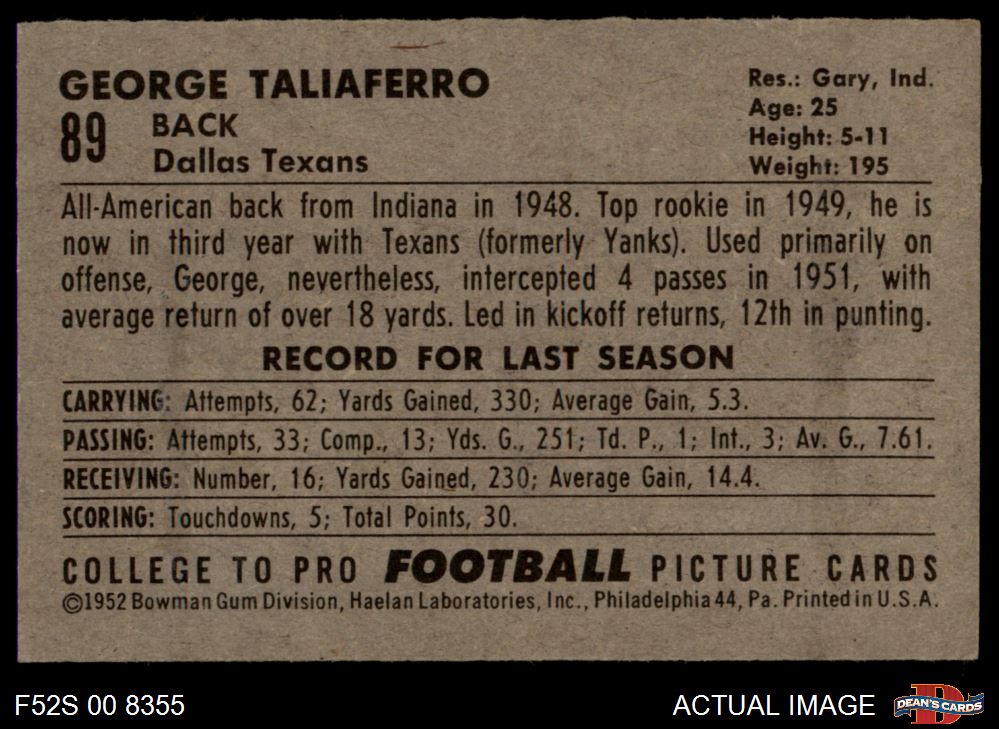 GEORGE TALIAFERRO
89
BACK
Dallas Texans
Res.: Gary, Ind.
Age: 25
Height: 5-11
Weight: 195
All-American back from Indiana in 1948. Top rookie in 1949, he is
now in third year with Texans (formerly Yanks). Used primarily on
offense, George, nevertheless, intercepted 4 passes in 1951, with
average return of over 18 yards. Led in kickoff returns, 12th in punting.
RECORD FOR LAST SEASON
CARRYING: Attempts, 62; Yards Gained, 330; Average Gain, 5.3.
PASSING: Attempts, 33; Comp., 13; Yds. G., 251; Td. P., 1; Int., 3; Av. G., 7.61.
RECEIVING: Number, 16; Yards Gained, 230; Average Gain, 14.4.
SCORING: Touchdowns, 5; Total Points, 30.
COLLEGE TO PRO FOOTBALL PICTURE CARDS
©1952 Bowman Gum Division, Haelan Laboratories, Inc., Philadelphia 44, Pa. Printed in U.S.A.
F52S 00 8355
ACTUAL IMAGE
D
DEAN'S CARDS